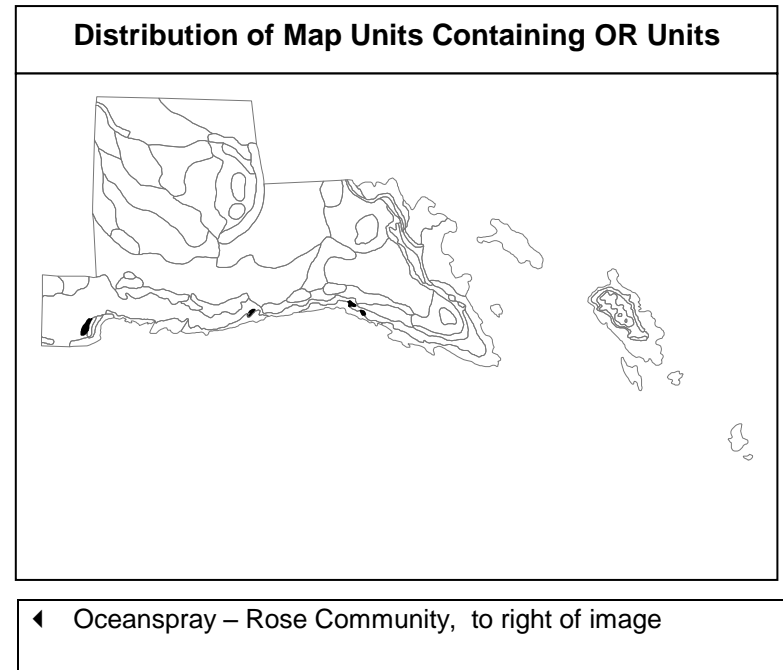 Distribution of Map Units Containing OR Units
Oceanspray – Rose Community,  to right of image